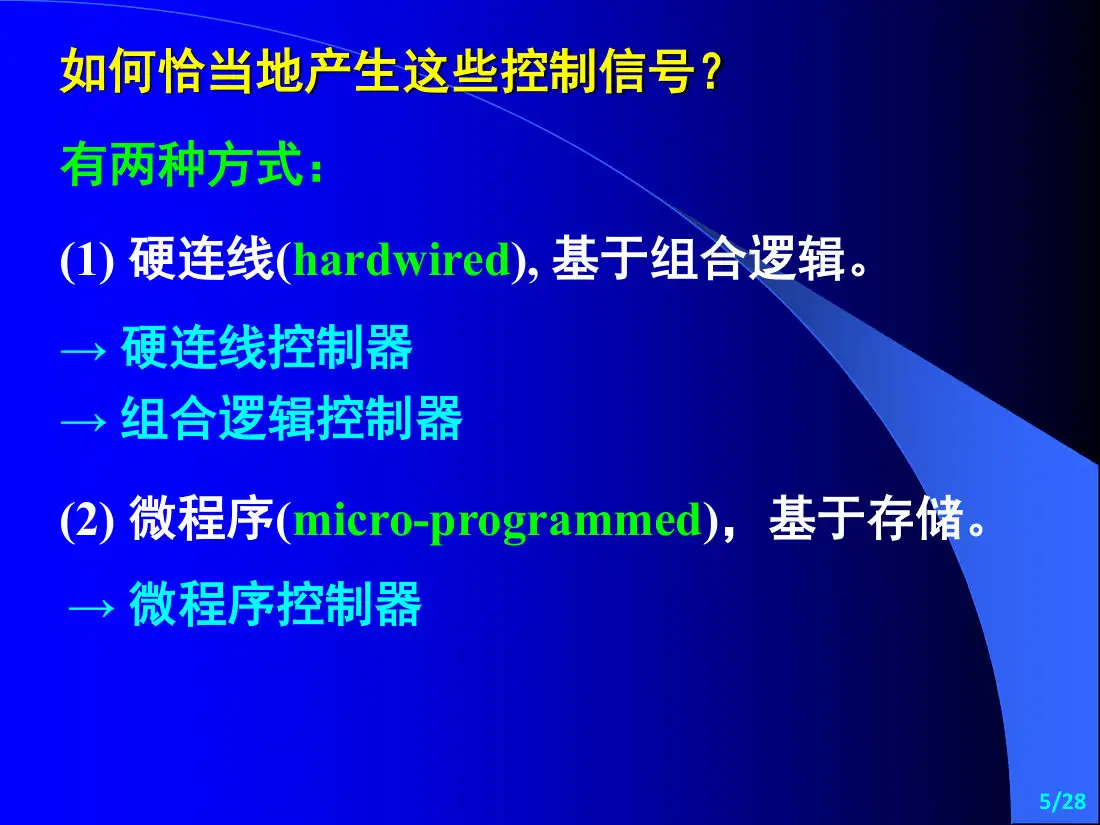 如何恰当地产生这些控制信号？
有两种方式：
(1) 硬连线(hardwired), 基于组合逻辑。
→ 硬连线控制器
→ 组合逻辑控制器
(2) 微程序(micro-programmed)，基于存储。
→ 微程序控制器
5/28